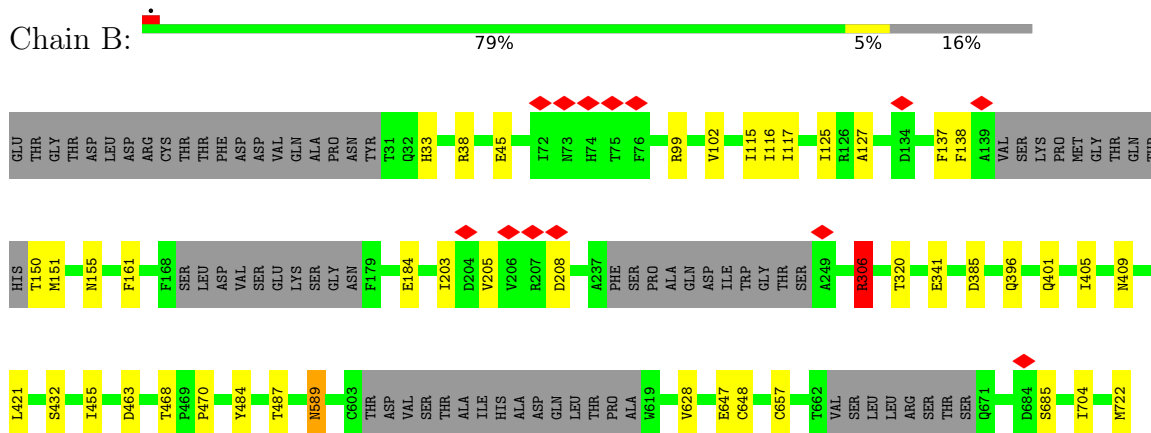 Chain B:
79% 5% 16%
GLU THR GLY THR ASP LEU ASP ARG CYS THR THR PHE ASP ASP VAL GLN ALA PRO ASN TYR T31 Q32 H33 R38 E45 I72 N73 H74 T75 F76 R99 V102 I115 I116 I117 I125 R126 A127 D134 F137 F138 A139 VAL SER LYS PRO MET GLY THR GLN THR
HIS T150 M151 N155 F161 F168 SER LEU ASP VAL SER GLU LYS SER GLY ASN F179 E184 I203 D204 V205 V206 R207 D208 A237 PHE SER PRO ALA GLN ASP ILE TRP GLY THR SER A249 R306 T320 E341 D385 Q396 Q401 I405 N409
L421 S432 I455 D463 T468 P469 P470 Y484 T487 N589 C603 THR ASP VAL SER THR ALA ILE HIS ALA ASP GLN LEU THR PRO ALA W619 V628 E647 C648 C657 T662 VAL SER LEU LEU ARG SER THR SER Q671 D684 S685 I704 M722